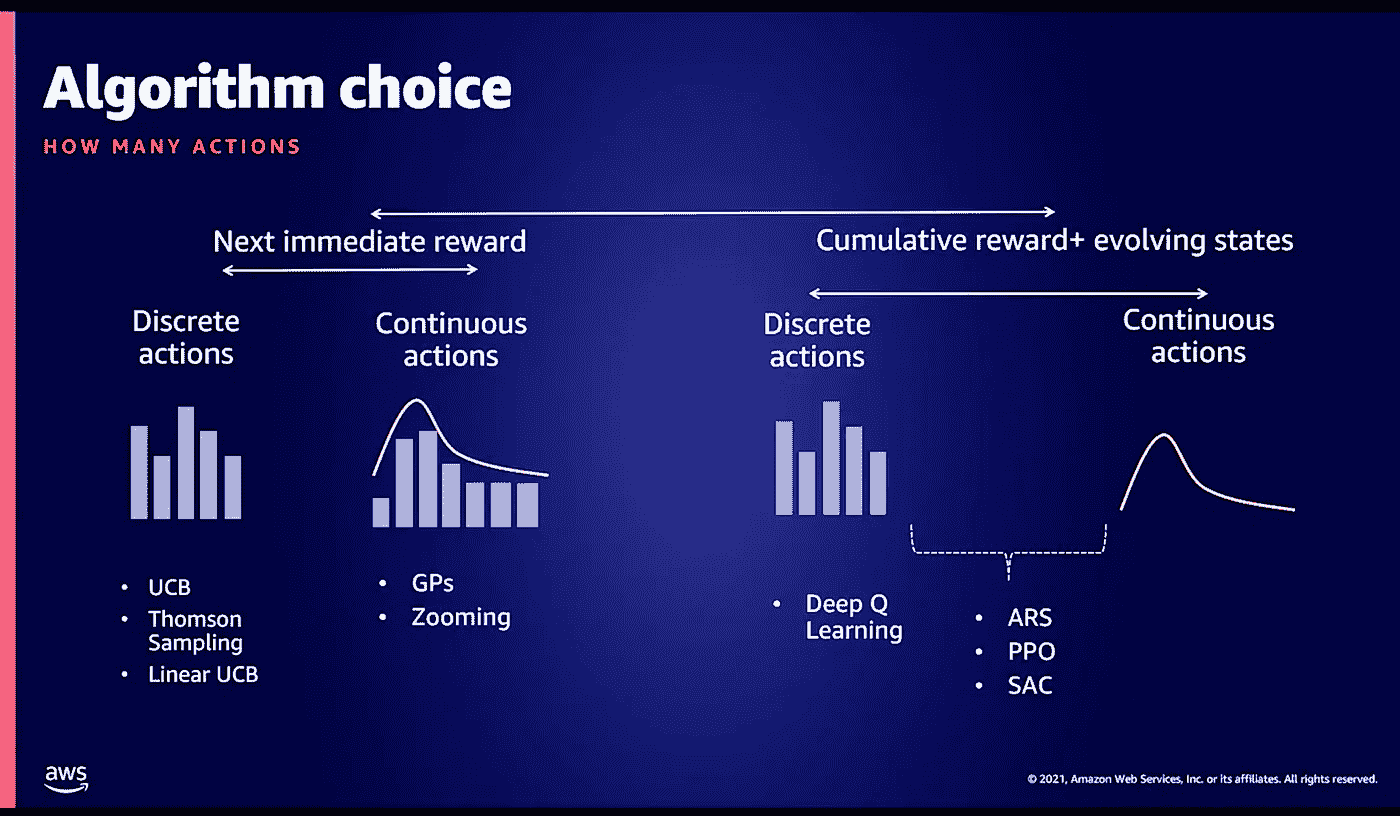 Algorithm choice
HOW MANY ACTIONS
Next immediate reward
Cumulative reward+ evolving states
Discrete
actions
Continuous
actions
Discrete
actions
Continuous
actions
• UCB
• Thomson
Sampling
• Linear UCB
• GPs
• Zooming
• Deep Q
Learning
• ARS
• PPO
• SAC
aws
© 2021, Amazon Web Services, Inc. or its affiliates. All rights reserved.